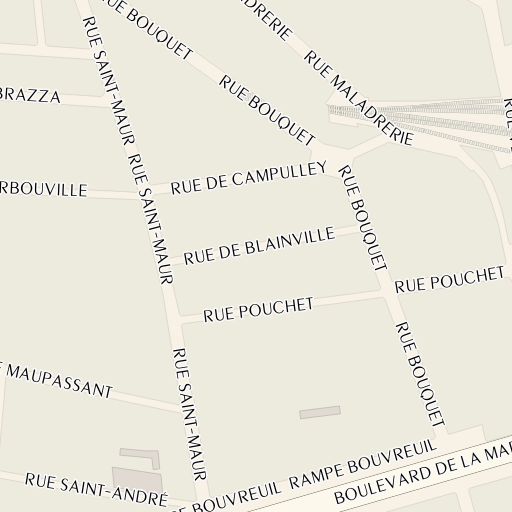 RUE BOUQUET
RUE MALADRERIE
RUE SAINT-MAUR
BRAZZA
RUE BOUQUET
RUE SAINT-MAUR
RUE DE CAMPULLEY
RUE BOUQUET
RUE DE BLAINVILLE
RUE POUCHET
RUE POUCHET
RUE BOUQUET
RUE SAINT-MAUR
MAUPASSANT
RUE SAINT-ANDRÉ
BOUVREUIL
RAMPE BOUVREUIL
BOULEVARD DE LA